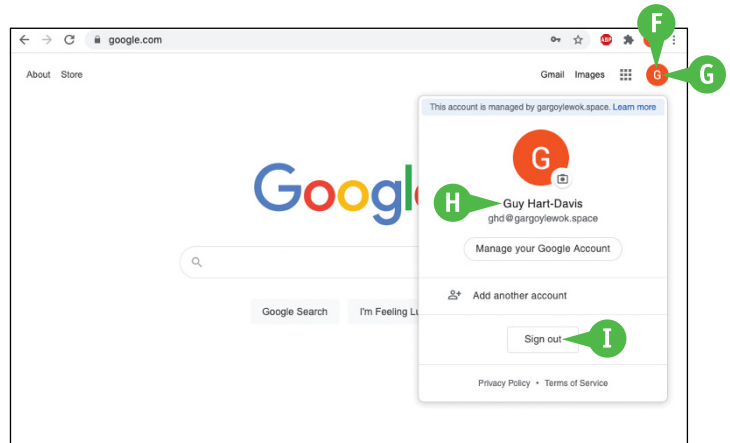 F
google.com
ABP
About Store
Gmail Images
G
G
This account is managed by gargoylewok.space. Learn more
G
Googl
H
Guy Hart-Davis
ghd@gargoylewok.space
Manage your Google Account
Add another account
Google Search I'm Feeling Lu
Sign out
I
Privacy Policy • Terms of Service